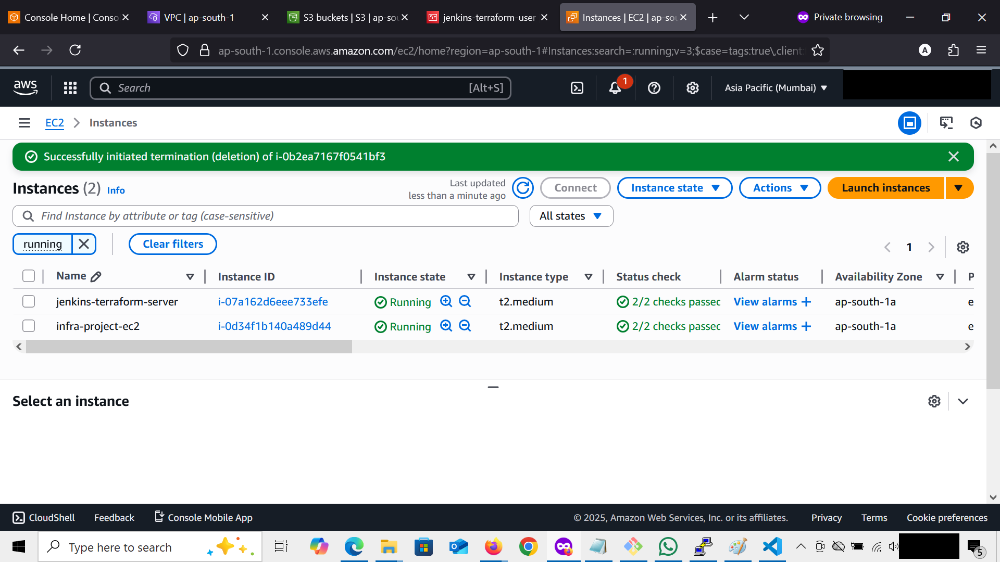 Console Home | Conso
VPC | ap-south-1
S3 buckets | S3 | ap-sou
jenkins-terraform-user
Instances | EC2 | ap-sou
Private browsing
ap-south-1.console.aws.amazon.com/ec2/home?region=ap-south-1#Instances:search=:running;v=3;$case=tags:true\,client:
A
aws
Search
[Alt+S]
1
Asia Pacific (Mumbai)
EC2
Instances
Successfully initiated termination (deletion) of i-0b2ea7167f0541bf3
Instances (2) Info
Last updated
less than a minute ago
Connect
Instance state
Actions
Launch instances
Find Instance by attribute or tag (case-sensitive)
All states
running
Clear filters
1
Name
Instance ID
Instance state
Instance type
Status check
Alarm status
Availability Zone
P
jenkins-terraform-server
i-07a162d6eee733efe
Running
t2.medium
2/2 checks passec
View alarms +
ap-south-1a
e
infra-project-ec2
i-0d34f1b140a489d44
Running
t2.medium
2/2 checks passec
View alarms +
ap-south-1a
e
Select an instance
CloudShell
Feedback
Console Mobile App
© 2025, Amazon Web Services, Inc. or its affiliates.
Privacy
Terms
Cookie preferences
Type here to search
5